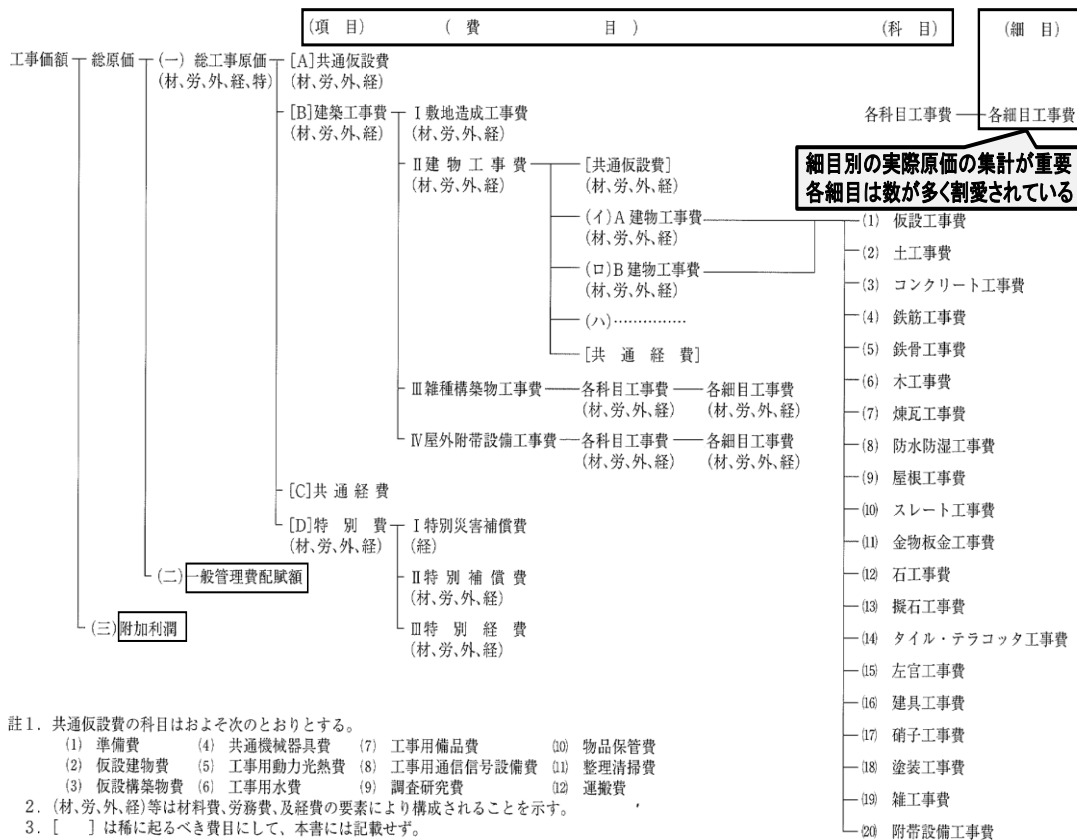 (項 目) ( 費 目 ) (科 目) (細 目)
工事価額 総原価 (一) 総工事原価 [A]共通仮設費
(材、労、外、経、特) (材、労、外、経)
[B]建築工事費 I 敷地造成工事費 各科目工事費 各細目工事費
(材、労、外、経) (材、労、外、経)
細目別の実際原価の集計が重要
各細目は数が多く割愛されている
II 建物工事費 [共通仮設費]
(材、労、外、経) (材、労、外、経)
(イ)A 建物工事費
(材、労、外、経)
(ロ)B 建物工事費
(材、労、外、経)
(ハ)‥‥‥‥‥
[共 通 経 費]
III 雑種構築物工事費 各科目工事費 各細目工事費
(材、労、外、経) (材、労、外、経)
IV 屋外附帯設備工事費 各科目工事費 各細目工事費
(材、労、外、経) (材、労、外、経)
[C]共 通 経 費
[D]特 別 費 I 特別災害補償費
(材、労、外、経) (経)
II 特 別 補 償 費
(材、労、外、経)
III 特 別 経 費
(材、労、外、経)
(二) 一般管理費配賦額
(三) 附加利潤
(1) 仮設工事費
(2) 土工事費
(3) コンクリート工事費
(4) 鉄筋工事費
(5) 鉄骨工事費
(6) 木工事費
(7) 煉瓦工事費
(8) 防水防湿工事費
(9) 屋根工事費
(10) スレート工事費
(11) 金物板金工事費
(12) 石工事費
(13) 擬石工事費
(14) タイル・テラコッタ工事費
(15) 左官工事費
(16) 建具工事費
(17) 硝子工事費
(18) 塗装工事費
(19) 雑工事費
(20) 附帯設備工事費
註1. 共通仮設費の科目はおよそ次のとおりとする。
(1) 準備費 (4) 共通機械器具費 (7) 工事用備品費 (10) 物品保管費
(2) 仮設建物費 (5) 工事用動力光熱費 (8) 工事用通信信号設備費 (11) 整理清掃費
(3) 仮設構築物費 (6) 工事用水費 (9) 調査研究費 (12) 運搬費
2. (材、労、外、経)等は材料費、労務費、及経費の要素により構成されることを示す。
3. [ ] は稀に起るべき費目にして、本書には記載せず。